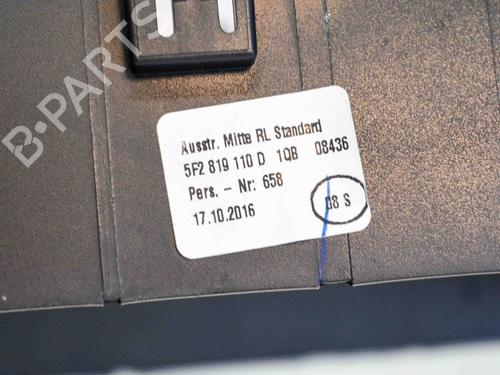 B-PARTS
Ausstr. Mitte RL Standard
5F2 819 110 D 1QB 08436
Pers. - Nr: 658
17.10.2016 08 S